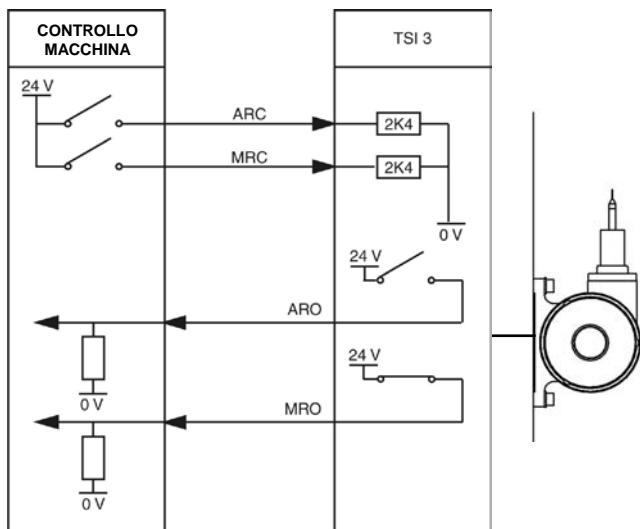 CONTROLLO
MACCHINA
TSI 3
24 V
ARC
2K4
MRC
2K4
0 V
24 V
ARO
24 V
0 V
MRO
0 V